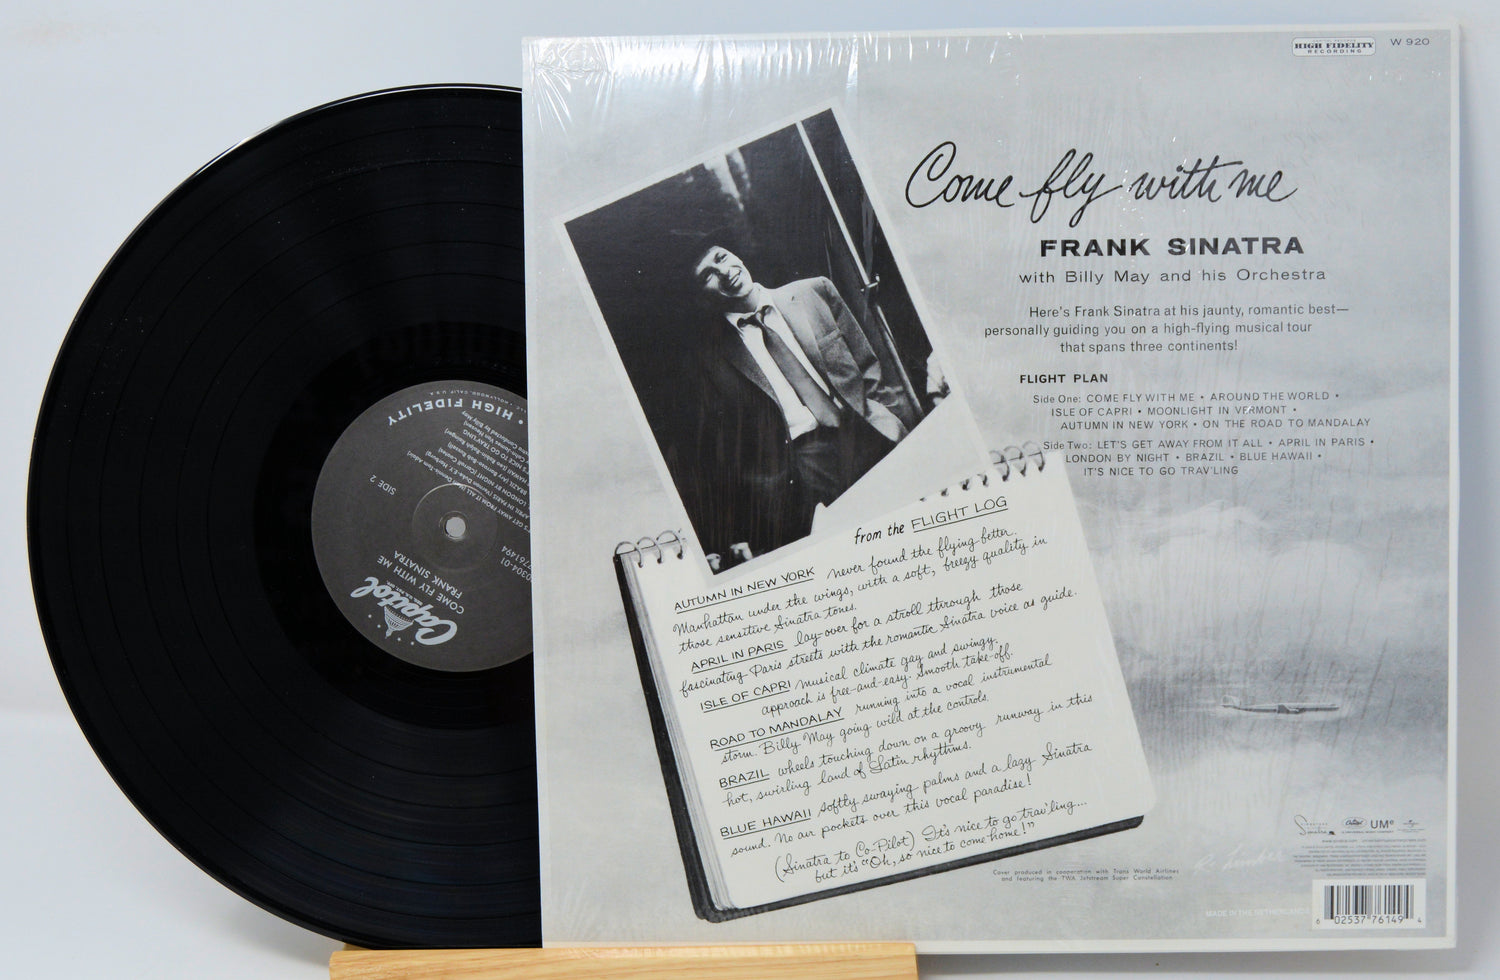 HIGH FIDELITY
RECORDING
W 920
Come fly with me
FRANK SINATRA
with Billy May and his Orchestra
Here's Frank Sinatra at his jaunty, romantic best—
personally guiding you on a high-flying musical tour
that spans three continents!
FLIGHT PLAN
Side One: COME FLY WITH ME • AROUND THE WORLD •
ISLE OF CAPRI • MOONLIGHT IN VERMONT •
AUTUMN IN NEW YORK • ON THE ROAD TO MANDALAY
Side Two: LET'S GET AWAY FROM IT ALL • APRIL IN PARIS •
LONDON BY NIGHT • BRAZIL • BLUE HAWAII •
IT'S NICE TO GO TRAV'LING
from the FLIGHT LOG
AUTUMN IN NEW YORK never found the flying better.
Manhattan under the wings, with a soft, breezy quality in
those sensitive Sinatra tones.
APRIL IN PARIS lay-over for a stroll through those
fascinating Paris streets with the romantic Sinatra voice as guide.
ISLE OF CAPRI musical climate gay and swingy.
approach is free-and-easy. Smooth take-off.
ROAD TO MANDALAY running into a vocal instrumental
storm. Billy May going wild at the controls.
BRAZIL wheels touching down on a groovy runway in this
hot, swirling land of Latin rhythms.
BLUE HAWAII softly swaying palms and a lazy Sinatra
sound. No air pockets over this vocal paradise!
(Sinatra to Co-Pilot) It's nice to go trav'ling...
but it's "Oh, so nice to come home!"
Cover produced in cooperation with Trans World Airlines
and featuring the TWA Jetstream Super Constellation
Sinatra
Capitol
UMe
MADE IN THE NETHERLANDS
6 02537 76149 4
Capitol
COME FLY WITH ME
FRANK SINATRA
0304-01
7761494
SIDE 2
• HIGH FIDELITY